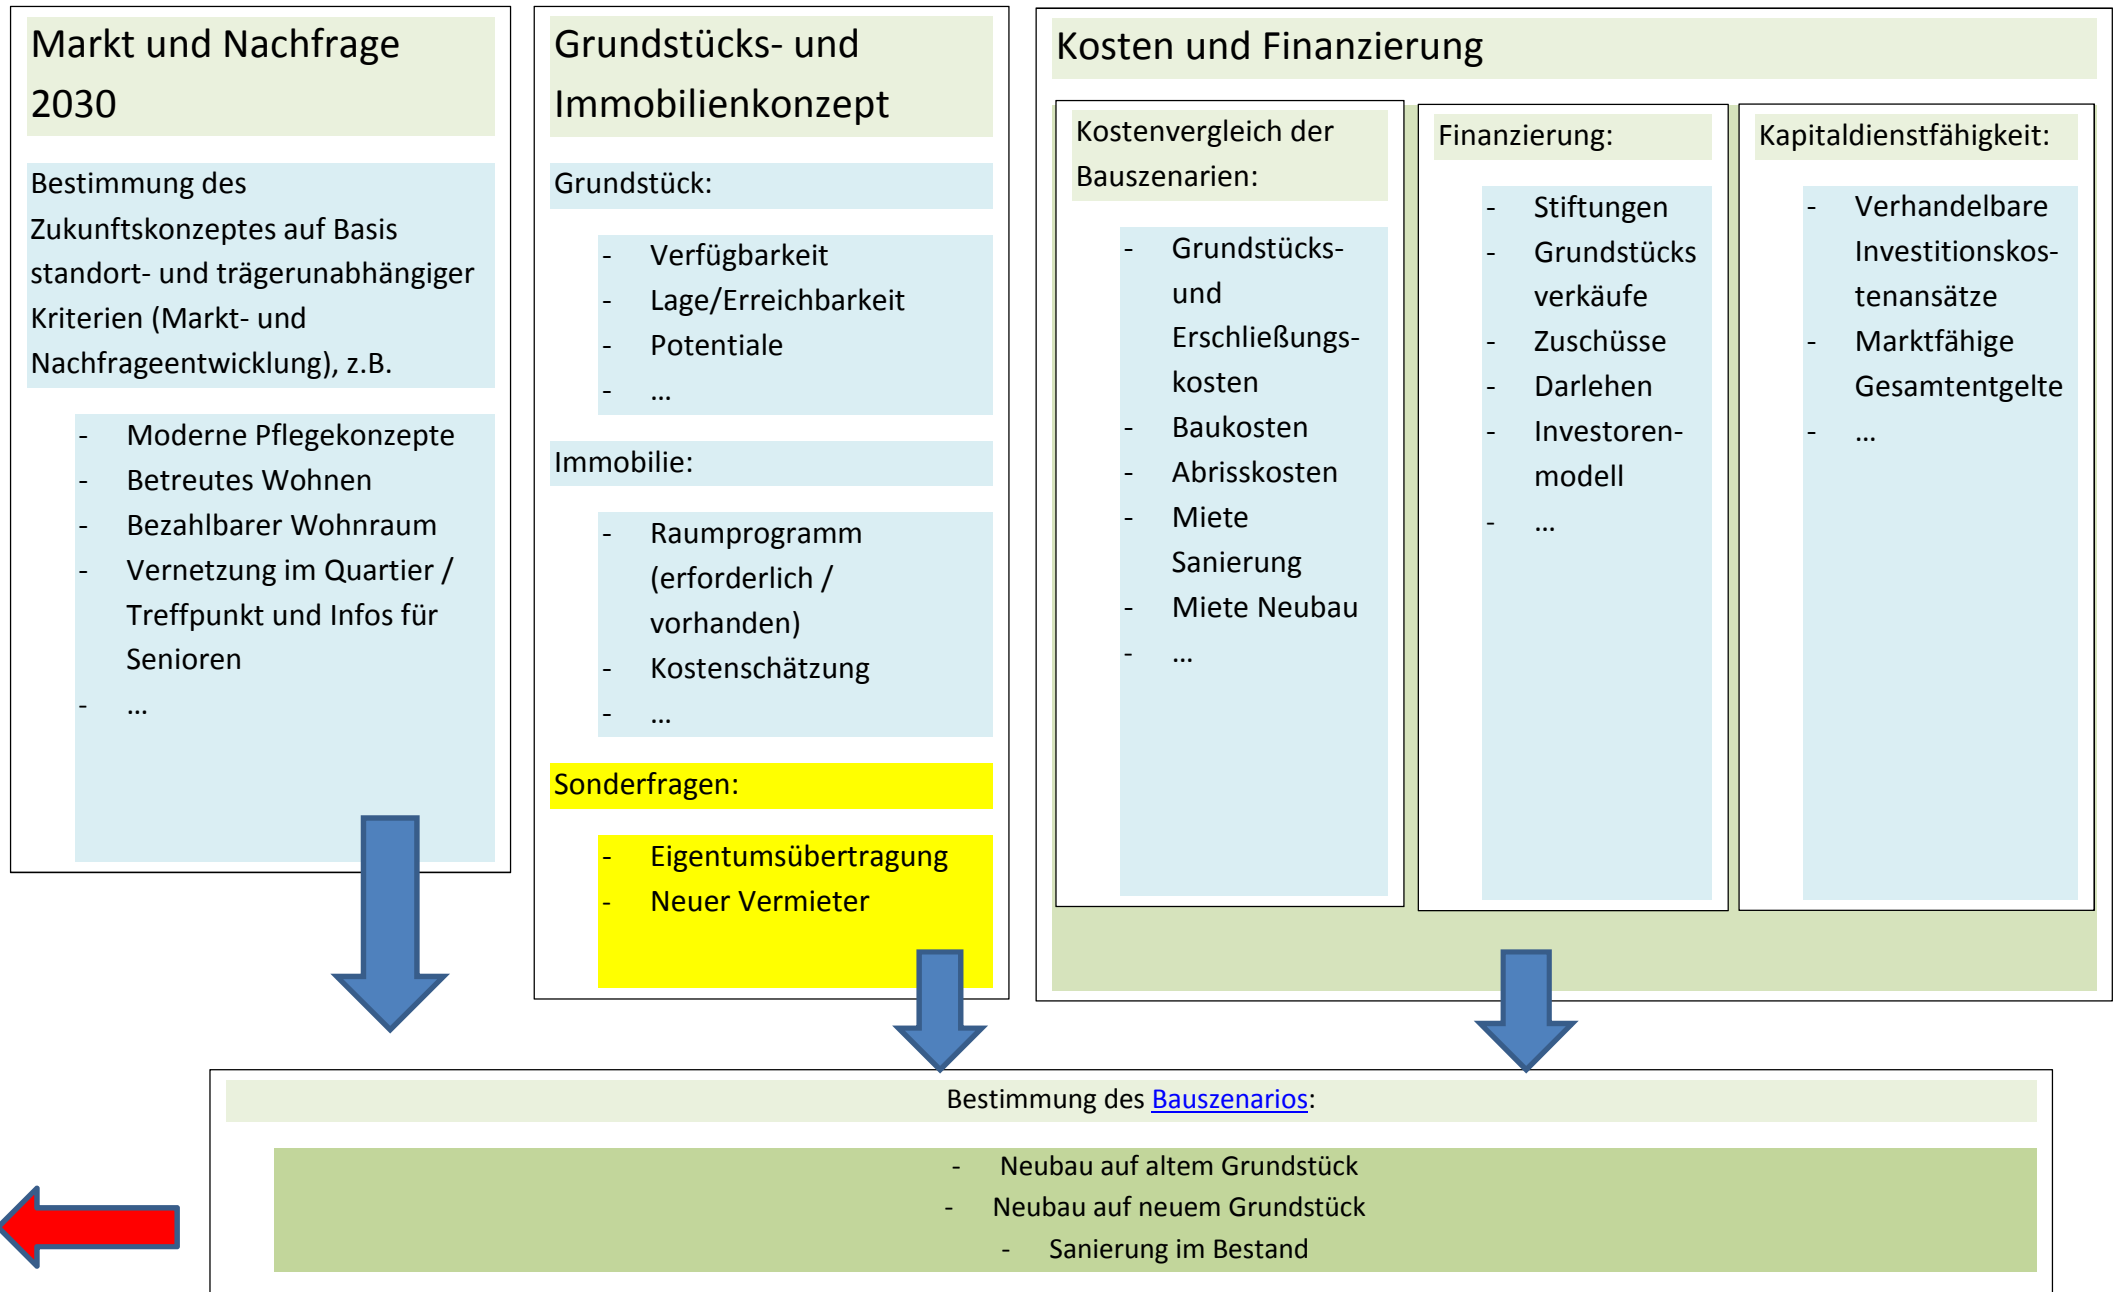 Markt und Nachfrage
2030
Bestimmung des
Zukunftskonzeptes auf Basis
standort- und trägerunabhängiger
Kriterien (Markt- und
Nachfrageentwicklung), z.B.
- Moderne Pflegekonzepte
- Betreutes Wohnen
- Bezahlbarer Wohnraum
- Vernetzung im Quartier /
Treffpunkt und Infos für
Senioren
- ...
Grundstücks- und
Immobilienkonzept
Grundstück:
- Verfügbarkeit
- Lage/Erreichbarkeit
- Potentiale
- ...
Immobilie:
- Raumprogramm
(erforderlich /
vorhanden)
- Kostenschätzung
- ...
Sonderfragen:
- Eigentumsübertragung
- Neuer Vermieter
Kosten und Finanzierung
Kostenvergleich der
Bauszenarien:
- Grundstücks-
und
Erschließungs-
kosten
- Baukosten
- Abrisskosten
- Miete
Sanierung
- Miete Neubau
- ...
Finanzierung:
- Stiftungen
- Grundstücks
verkäufe
- Zuschüsse
- Darlehen
- Investoren-
modell
- ...
Kapitaldienstfähigkeit:
- Verhandelbare
Investitionskos-
tenansätze
- Marktfähige
Gesamtentgelte
- ...
Bestimmung des Bauszenarios:
- Neubau auf altem Grundstück
- Neubau auf neuem Grundstück
- Sanierung im Bestand